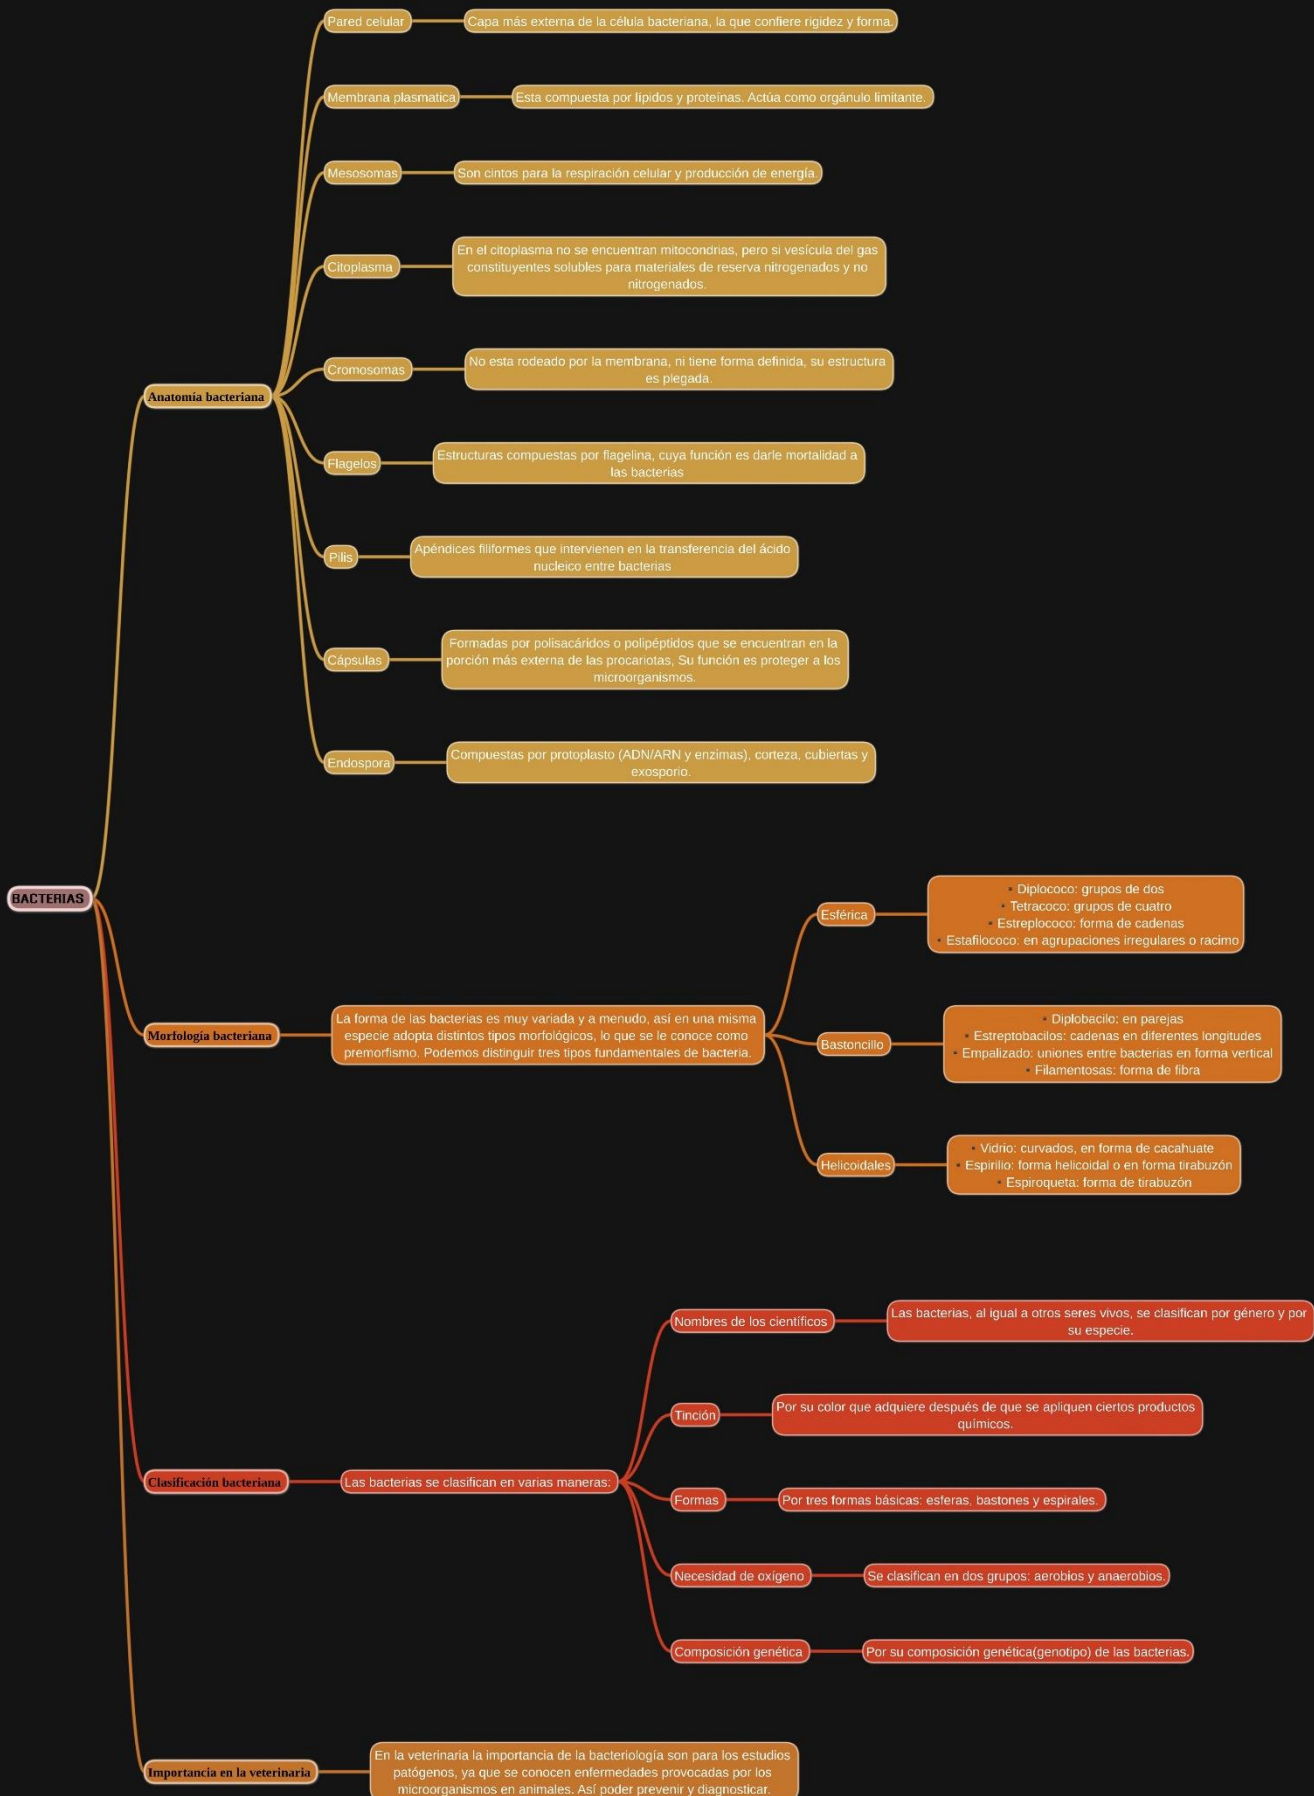 BACTERIAS
Anatomía bacteriana
Pared celular
Capa más externa de la célula bacteriana, la que confiere rigidez y forma.
Membrana plasmatica
Esta compuesta por lípidos y proteínas. Actúa como orgánulo limitante.
Mesosomas
Son cintos para la respiración celular y producción de energía.
Citoplasma
En el citoplasma no se encuentran mitocondrias, pero si vesícula del gas
constituyentes solubles para materiales de reserva nitrogenados y no
nitrogenados.
Cromosomas
No esta rodeado por la membrana, ni tiene forma definida, su estructura
es plegada.
Flagelos
Estructuras compuestas por flagelina, cuya función es darle mortalidad a
las bacterias
Pilis
Apéndices filiformes que intervienen en la transferencia del ácido
nucleico entre bacterias
Cápsulas
Formadas por polisacáridos o polipéptidos que se encuentran en la
porción más externa de las procariotas, Su función es proteger a los
microorganismos.
Endospora
Compuestas por protoplasto (ADN/ARN y enzimas), corteza, cubiertas y
exosporio.
Morfología bacteriana
La forma de las bacterias es muy variada y a menudo, así en una misma
especie adopta distintos tipos morfológicos, lo que se le conoce como
premorfismo. Podemos distinguir tres tipos fundamentales de bacteria.
Esférica
• Diplococo: grupos de dos
• Tetracoco: grupos de cuatro
• Estreplococo: forma de cadenas
• Estafilococo: en agrupaciones irregulares o racimo
Bastoncillo
• Diplobacilo: en parejas
• Estreptobacilos: cadenas en diferentes longitudes
• Empalizado: uniones entre bacterias en forma vertical
• Filamentosas: forma de fibra
Helicoidales
• Vidrio: curvados, en forma de cacahuate
• Espirilio: forma helicoidal o en forma tirabuzón
• Espiroqueta: forma de tirabuzón
Clasificación bacteriana
Las bacterias se clasifican en varias maneras:
Nombres de los científicos
Las bacterias, al igual a otros seres vivos, se clasifican por género y por
su especie.
Tinción
Por su color que adquiere después de que se apliquen ciertos productos
químicos.
Formas
Por tres formas básicas: esferas, bastones y espirales.
Necesidad de oxígeno
Se clasifican en dos grupos: aerobios y anaerobios.
Composición genética
Por su composición genética(genotipo) de las bacterias.
Importancia en la veterinaria
En la veterinaria la importancia de la bacteriología son para los estudios
patógenos, ya que se conocen enfermedades provocadas por los
microorganismos en animales. Así poder prevenir y diagnosticar.